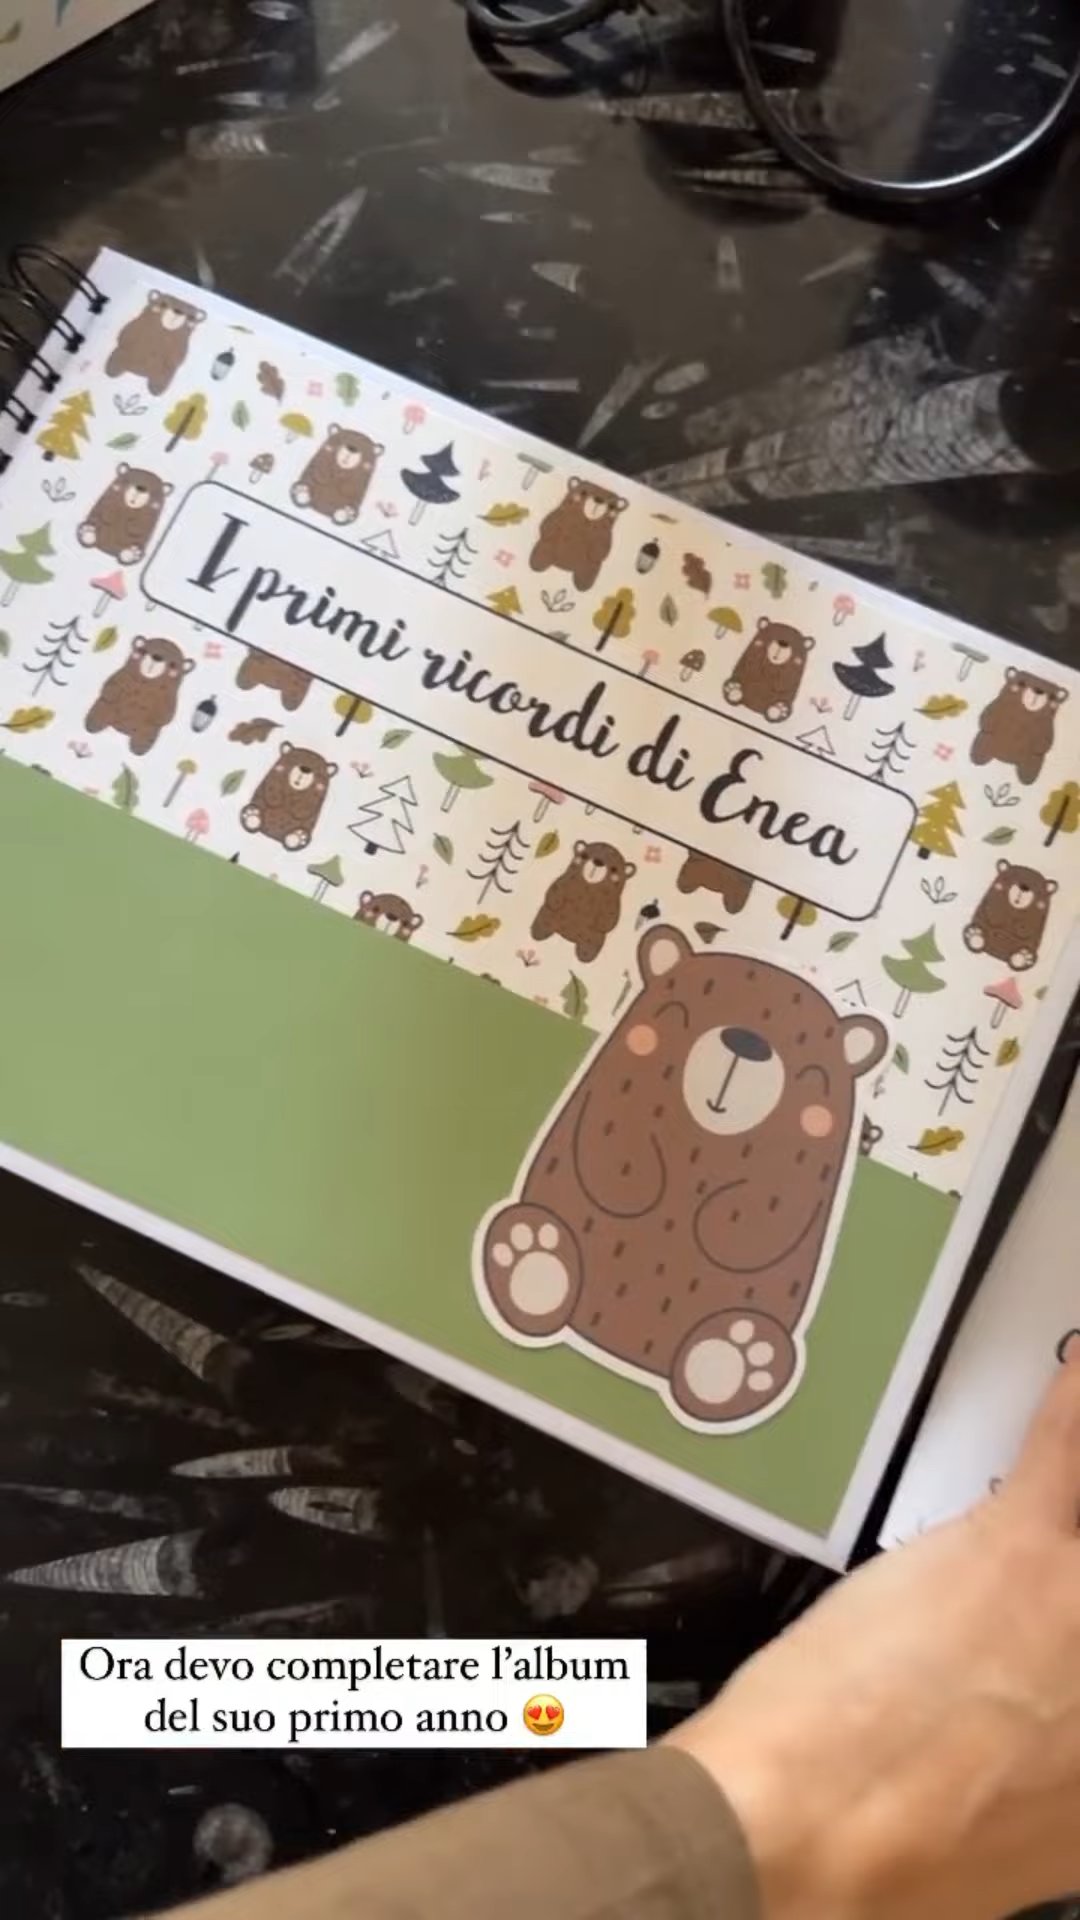 I primi ricordi di Enea
Ora devo completare l’album
del suo primo anno 😍